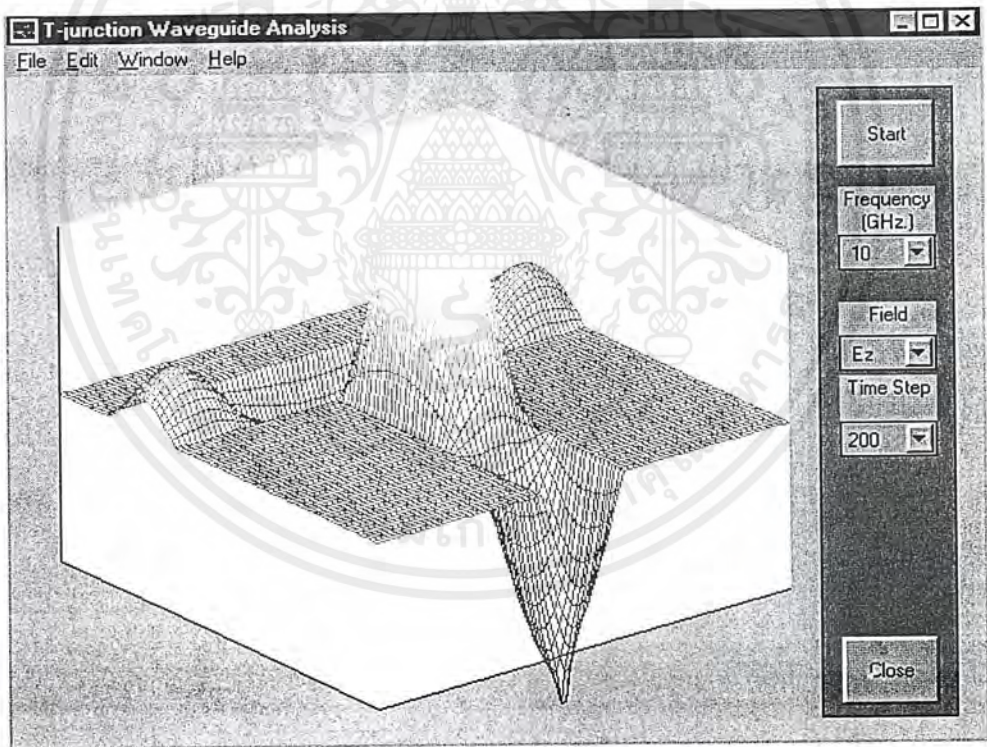 T-junction Waveguide Analysis
File Edit Window Help
Start
Frequency
(GHz.)
10
Field
Ez
Time Step
200
Close